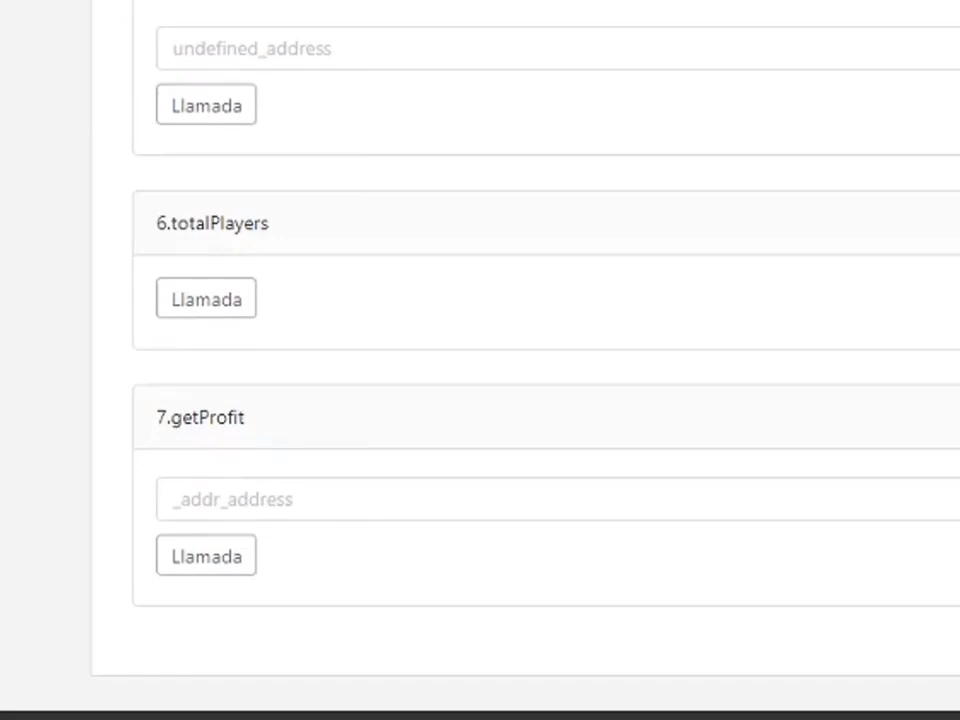 undefined_address
Llamada
6.totalPlayers
Llamada
7.getProfit
_addr_address
Llamada